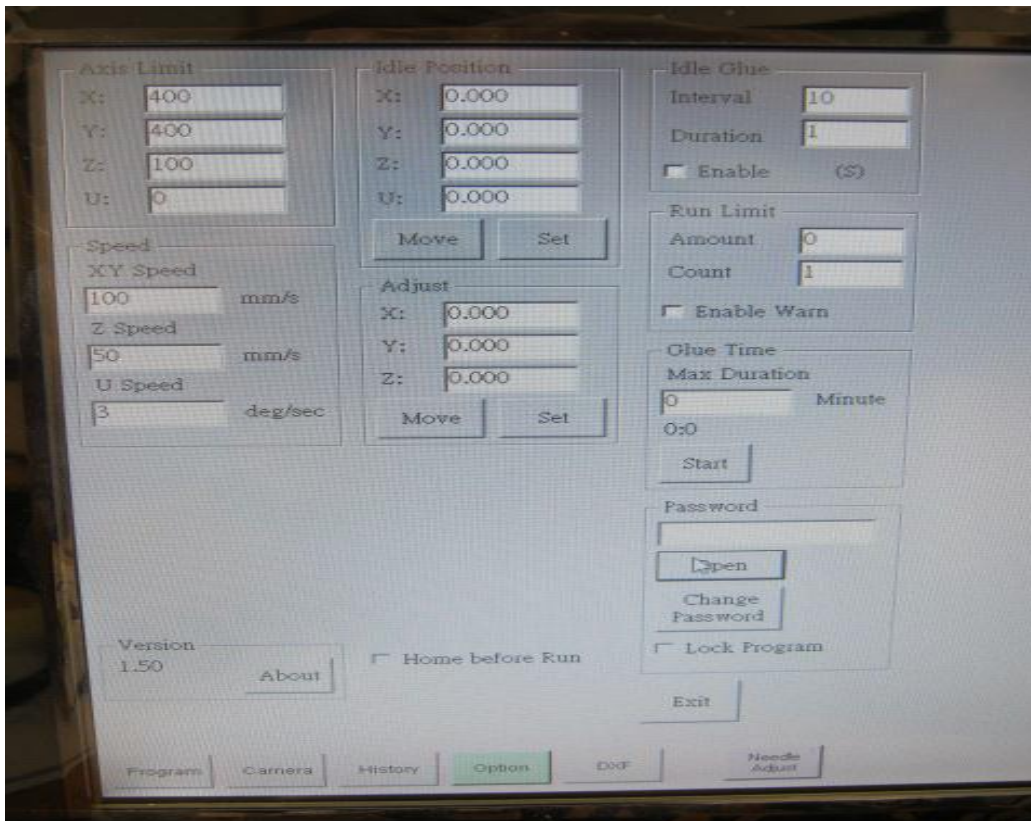 Axis Limit
X: 400
Y: 400
Z: 100
U: 0
Speed
XY Speed
100 mm/s
Z Speed
50 mm/s
U Speed
3 deg/sec
Version
1.50
About
Idle Position
X: 0.000
Y: 0.000
Z: 0.000
U: 0.000
Move Set
Adjust
X: 0.000
Y: 0.000
Z: 0.000
Move Set
Home before Run
Idle Glue
Interval 10
Duration 1
Enable (S)
Run Limit
Amount 0
Count 1
Enable Warn
Glue Time
Max Duration
0 Minute
0:0
Start
Password
Open
Change
Password
Lock Program
Exit
Program Camera History Option DXF Needle
Adjust